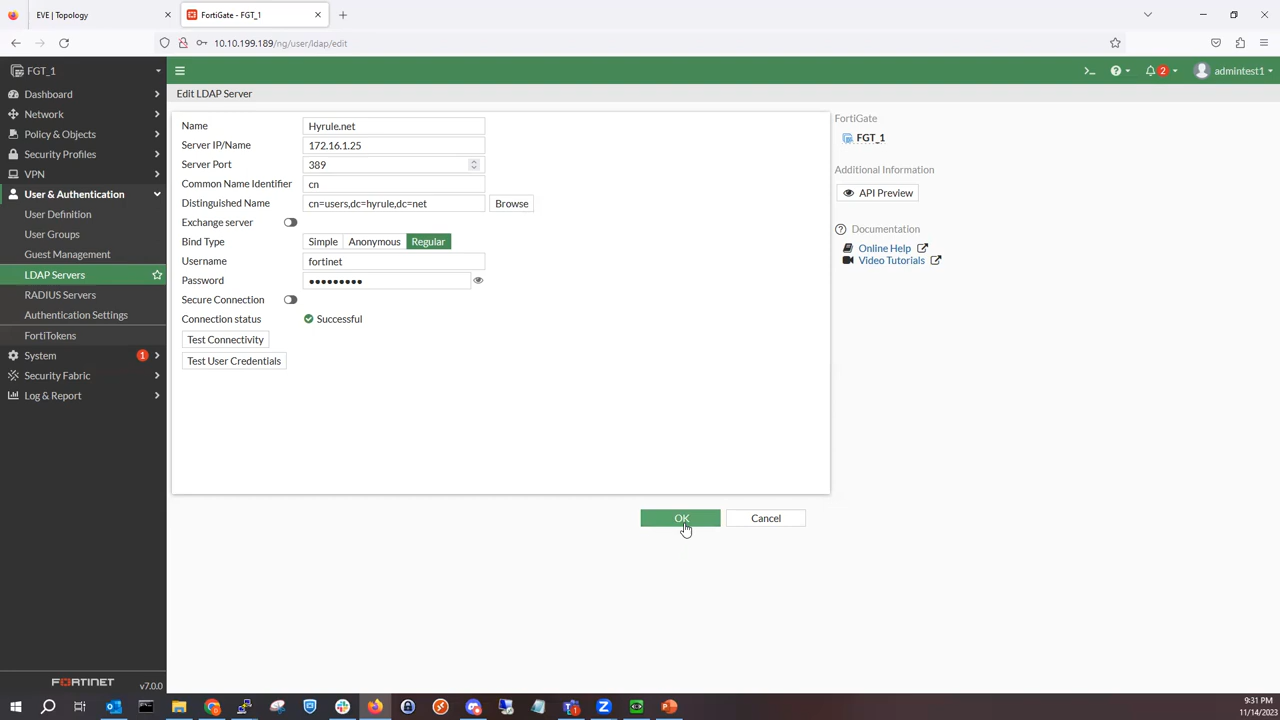 EVE | Topology
FortiGate - FGT_1
10.10.199.189/ng/user/ldap/edit
FGT_1
2
admintest1
Dashboard
Network
Policy & Objects
Security Profiles
VPN
User & Authentication
User Definition
User Groups
Guest Management
LDAP Servers
RADIUS Servers
Authentication Settings
FortiTokens
System
1
Security Fabric
Log & Report
FORTINET
v7.0.0
Edit LDAP Server
Name Hyrule.net
Server IP/Name 172.16.1.25
Server Port 389
Common Name Identifier cn
Distinguished Name cn=users,dc=hyrule,dc=net Browse
Exchange server
Bind Type Simple Anonymous Regular
Username fortinet
Password •••••••••
Secure Connection
Connection status Successful
Test Connectivity
Test User Credentials
OK Cancel
FortiGate
FGT_1
Additional Information
API Preview
Documentation
Online Help
Video Tutorials
9:31 PM
11/14/2023